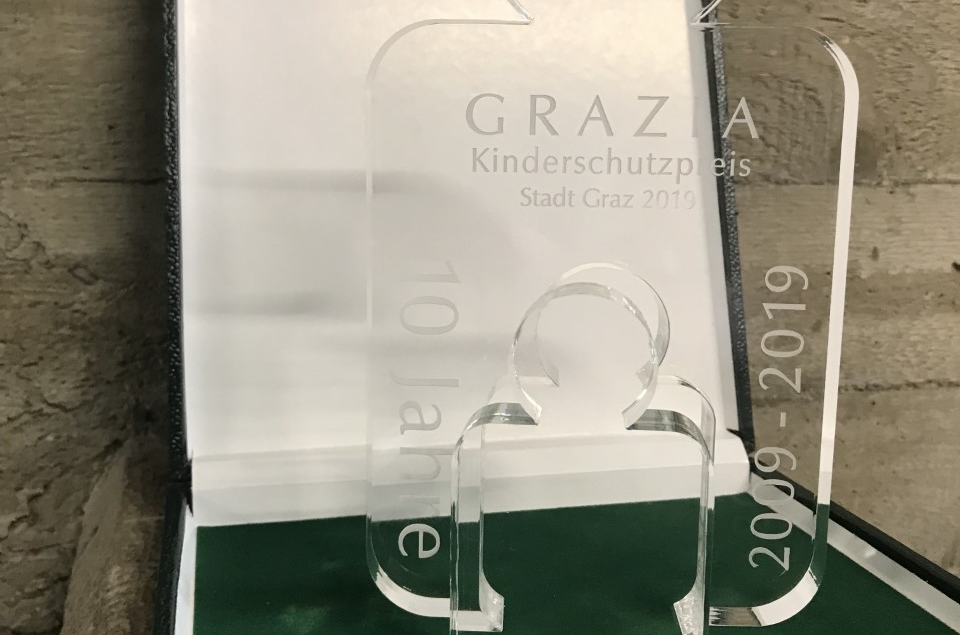 GRAZIA
Kinderschutzpreis
Stadt Graz 2019
10 Jahre
2009 - 2019